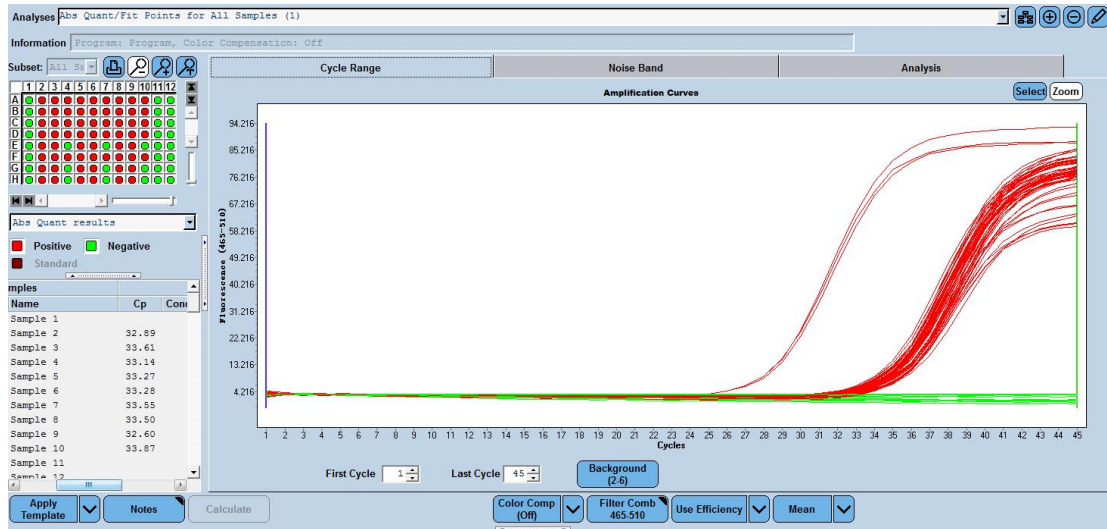 Analyses Abs Quant/Fit Points for All Samples (1)
Information Program: Program, Color Compensation: Off
Subset: All Sa
Cycle Range Noise Band Analysis
1 2 3 4 5 6 7 8 9 10 11 12
A
B
C
D
E
F
G
H
Amplification Curves
Select Zoom
94.216
85.216
76.216
67.216
58.216
49.216
40.216
31.216
22.216
13.216
4.216
Fluorescence (465-510)
1 2 3 4 5 6 7 8 9 10 11 12 13 14 15 16 17 18 19 20 21 22 23 24 25 26 27 28 29 30 31 32 33 34 35 36 37 38 39 40 41 42 43 44 45
Cycles
Abs Quant results
Positive Negative
Standard
mples
Name Cp Conc
Sample 1
Sample 2 32.89
Sample 3 33.61
Sample 4 33.14
Sample 5 33.27
Sample 6 33.28
Sample 7 33.55
Sample 8 33.50
Sample 9 32.60
Sample 10 33.87
Sample 11
Sample 12
First Cycle 1 Last Cycle 45 Background
(2-6)
Apply
Template
Notes
Calculate
Color Comp
(Off)
Filter Comb
465-510
Use Efficiency
Mean